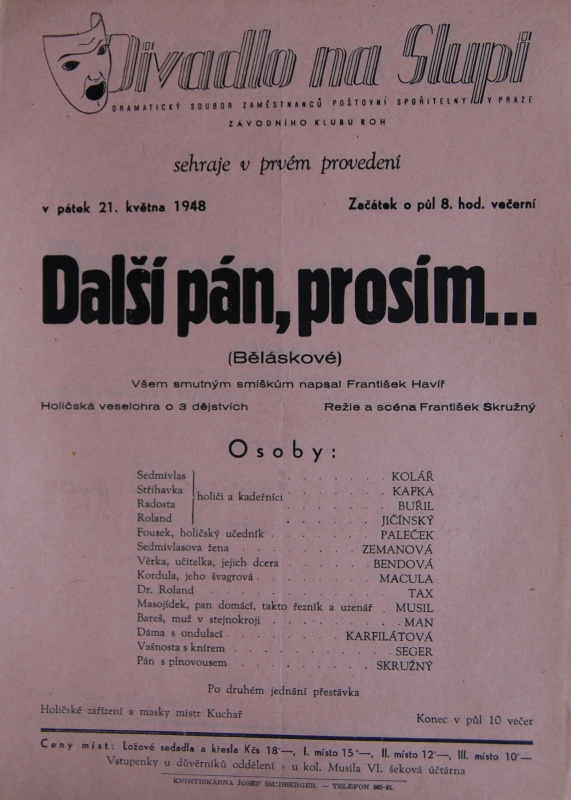 Divadlo na Slupi
DRAMATICKÝ SOUBOR ZAMĚSTNANCŮ POŠTOVNÍ SPOŘITELNY V PRAZE
ZÁVODNÍHO KLUBU ROH
sehraje v prvém provedení
v pátek 21. května 1948 Začátek o půl 8. hod. večerní
Další pán, prosím...
(Běláskové)
Všem smutným smíškům napsal František Havíř
Holičská veselohra o 3 dějstvích Režie a scéna František Skružný
Osoby:
Sedmivlas . . . . . . . KOLÁŘ
Střihavka holiči a kadeřníci . . . . . . . KAFKA
Radosta . . . . . . . BUŘIL
Roland . . . . . . . JIČÍNSKÝ
Fousek, holičský učedník . . . . . . . PALEČEK
Sedmivlasova žena . . . . . . . ZEMANOVÁ
Věrka, učitelka, jejich dcera . . . . . . . BENDOVÁ
Kordula, jeho švagrová . . . . . . . MACULA
Dr. Roland . . . . . . . TAX
Masojídek, pan domácí, takto řezník a uzenář . MUSIL
Bareš, muž v stejnokroji . . . . . . . MAN
Dáma s ondulací . . . . . . . KARFILÁTOVÁ
Vašnosta s knírem . . . . . . . SEGER
Pán s plnovousem . . . . . . . SKRUŽNÝ
Po druhém jednání přestávka
Holičské zařízení a masky mistr Kuchař Konec v půl 10 večer
Ceny míst: Ložové sedadla a křesla Kčs 18·—, I. místo 15·—, II. místo 12·—, III. místo 10·—
Vstupenky u důvěrníků oddělení a u kol. Musila VI. šeková účtárna
KNIHTISKÁRNA JOSEF — TELEFON